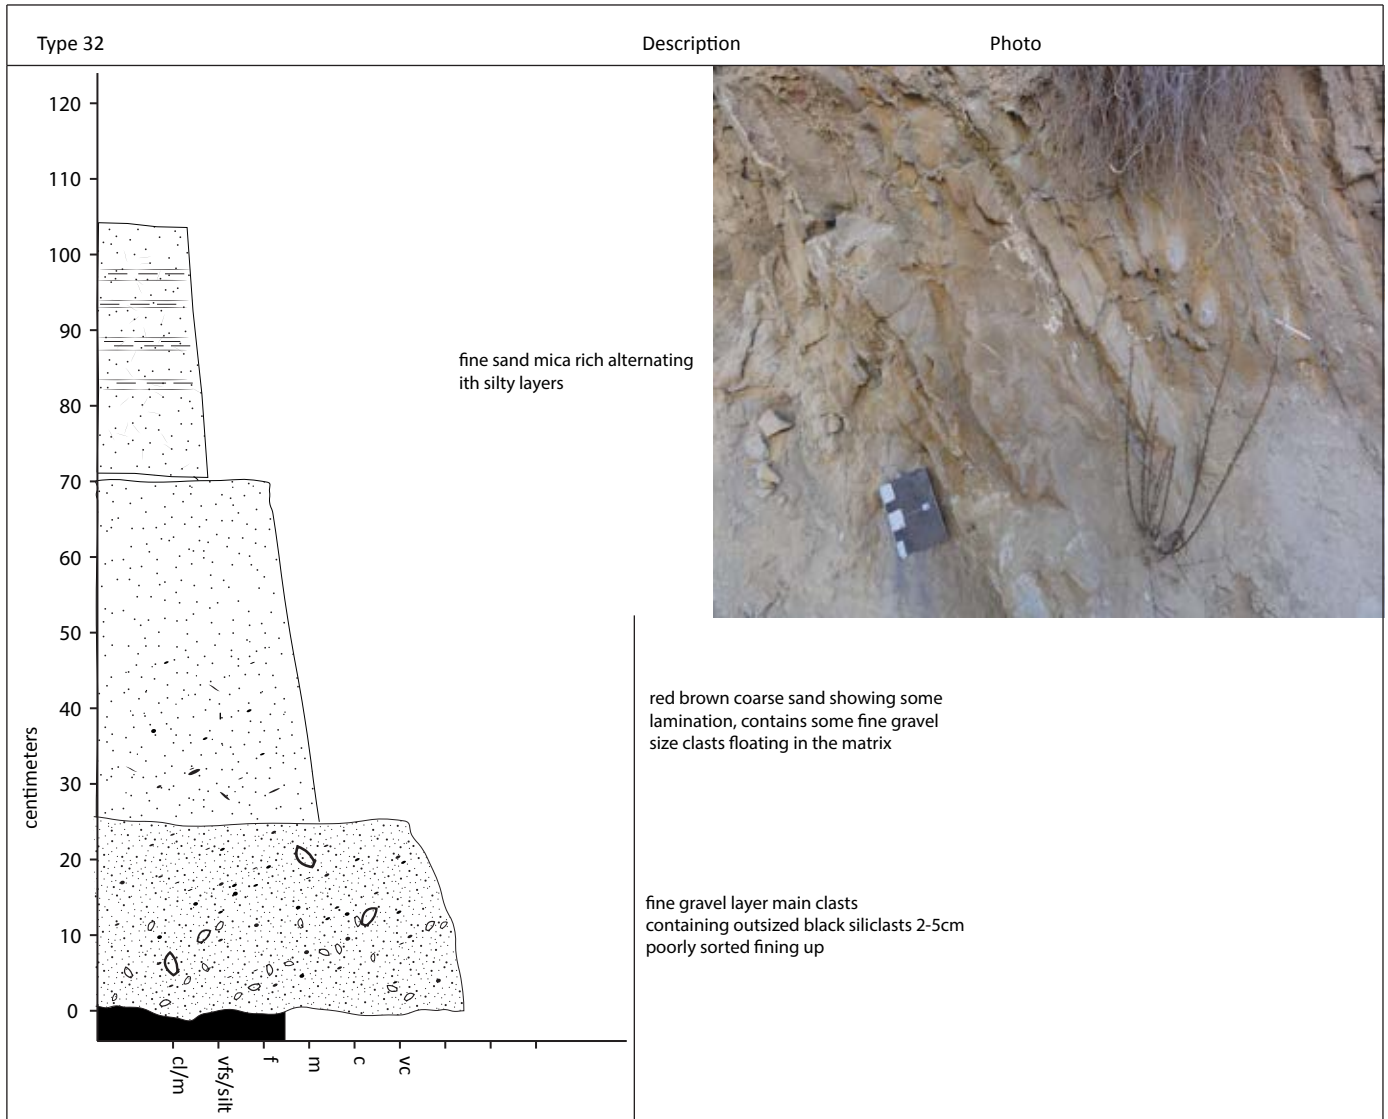 Type 32
Description
Photo
120
110
100
90
80
70
60
50
40
30
20
10
0
centimeters
cl/m
vfs/silt
f
m
c
vc
fine sand mica rich alternating
ith silty layers
red brown coarse sand showing some
lamination, contains some fine gravel
size clasts floating in the matrix
fine gravel layer main clasts
containing outsized black siliclasts 2-5cm
poorly sorted fining up